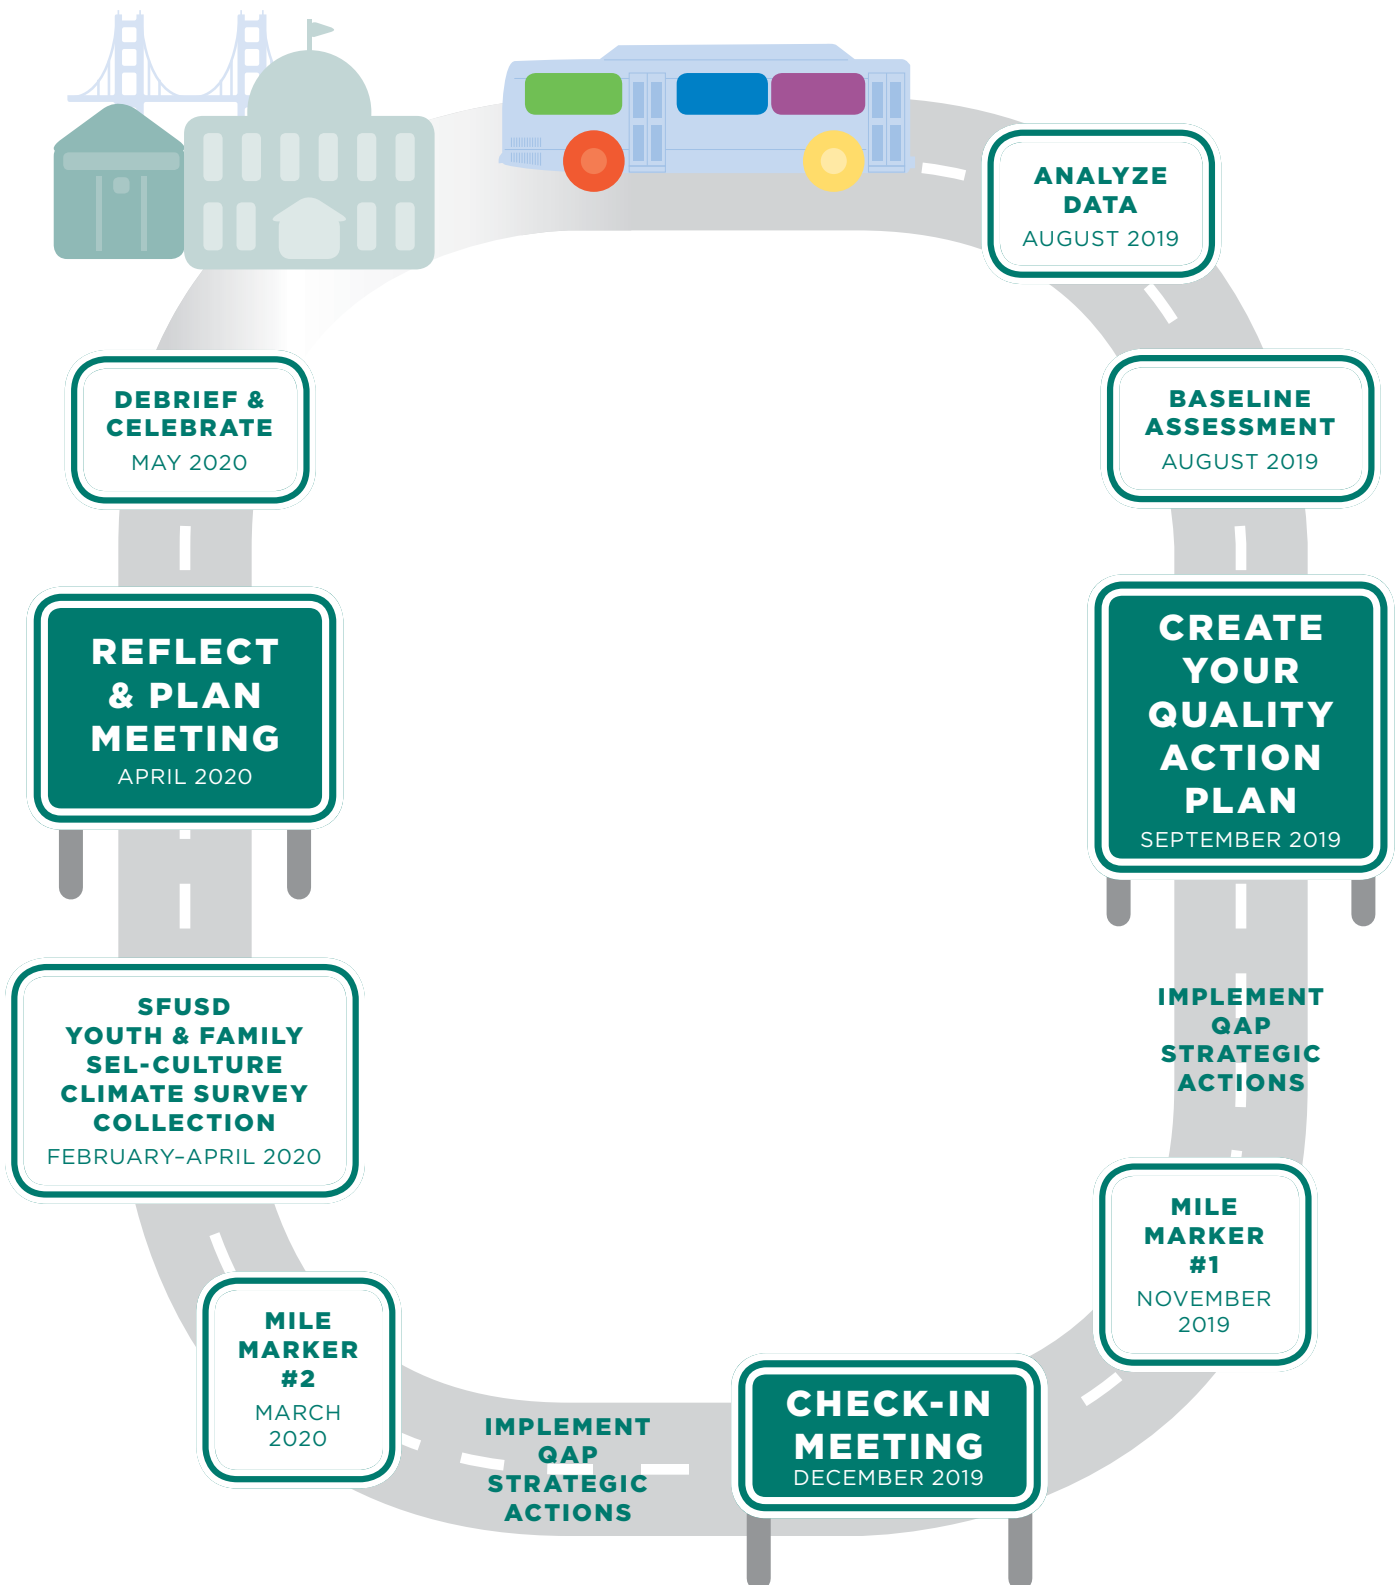 ANALYZE
DATA
AUGUST 2019
BASELINE
ASSESSMENT
AUGUST 2019
CREATE
YOUR
QUALITY
ACTION
PLAN
SEPTEMBER 2019
IMPLEMENT
QAP
STRATEGIC
ACTIONS
MILE
MARKER
#1
NOVEMBER
2019
CHECK-IN
MEETING
DECEMBER 2019
IMPLEMENT
QAP
STRATEGIC
ACTIONS
MILE
MARKER
#2
MARCH
2020
SFUSD
YOUTH & FAMILY
SEL-CULTURE
CLIMATE SURVEY
COLLECTION
FEBRUARY–APRIL 2020
REFLECT
& PLAN
MEETING
APRIL 2020
DEBRIEF &
CELEBRATE
MAY 2020